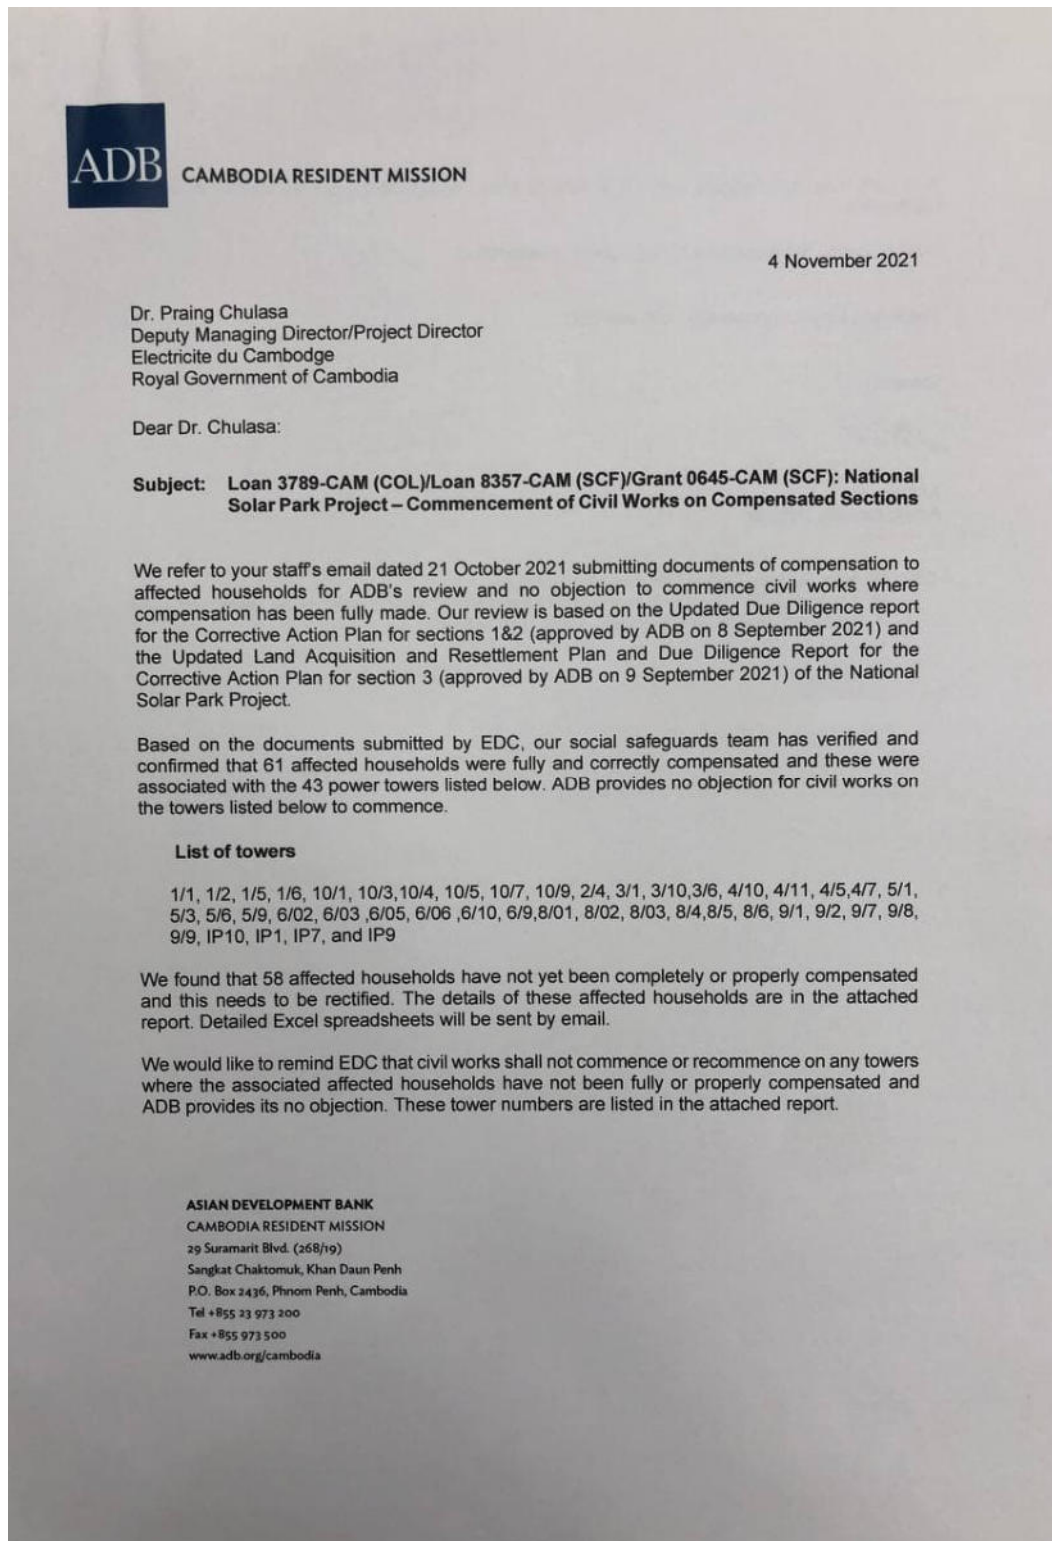 ADB CAMBODIA RESIDENT MISSION
4 November 2021
Dr. Praing Chulasa
Deputy Managing Director/Project Director
Electricite du Cambodge
Royal Government of Cambodia
Dear Dr. Chulasa:
Subject: Loan 3789-CAM (COL)/Loan 8357-CAM (SCF)/Grant 0645-CAM (SCF): National
Solar Park Project – Commencement of Civil Works on Compensated Sections
We refer to your staff's email dated 21 October 2021 submitting documents of compensation to
affected households for ADB's review and no objection to commence civil works where
compensation has been fully made. Our review is based on the Updated Due Diligence report
for the Corrective Action Plan for sections 1&2 (approved by ADB on 8 September 2021) and
the Updated Land Acquisition and Resettlement Plan and Due Diligence Report for the
Corrective Action Plan for section 3 (approved by ADB on 9 September 2021) of the National
Solar Park Project.
Based on the documents submitted by EDC, our social safeguards team has verified and
confirmed that 61 affected households were fully and correctly compensated and these were
associated with the 43 power towers listed below. ADB provides no objection for civil works on
the towers listed below to commence.
List of towers
1/1, 1/2, 1/5, 1/6, 10/1, 10/3,10/4, 10/5, 10/7, 10/9, 2/4, 3/1, 3/10,3/6, 4/10, 4/11, 4/5,4/7, 5/1,
5/3, 5/6, 5/9, 6/02, 6/03 ,6/05, 6/06 ,6/10, 6/9,8/01, 8/02, 8/03, 8/4,8/5, 8/6, 9/1, 9/2, 9/7, 9/8,
9/9, IP10, IP1, IP7, and IP9
We found that 58 affected households have not yet been completely or properly compensated
and this needs to be rectified. The details of these affected households are in the attached
report. Detailed Excel spreadsheets will be sent by email.
We would like to remind EDC that civil works shall not commence or recommence on any towers
where the associated affected households have not been fully or properly compensated and
ADB provides its no objection. These tower numbers are listed in the attached report.
ASIAN DEVELOPMENT BANK
CAMBODIA RESIDENT MISSION
29 Suramarit Blvd. (268/19)
Sangkat Chaktomuk, Khan Daun Penh
P.O. Box 2436, Phnom Penh, Cambodia
Tel +855 23 973 200
Fax +855 973 500
www.adb.org/cambodia